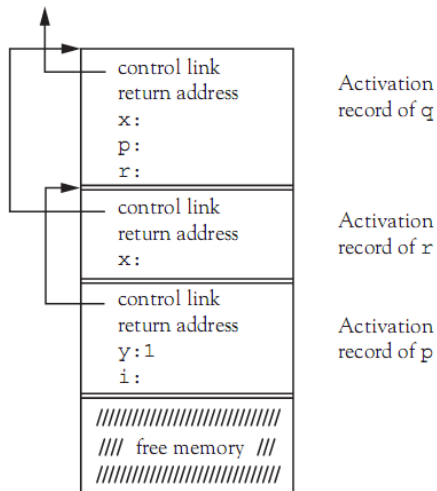 control link
return address
x:
p:
r:
Activation
record of q
control link
return address
x:
Activation
record of r
control link
return address
y:1
i:
Activation
record of p
//////////////////////////////
//// free memory ///
//////////////////////////////